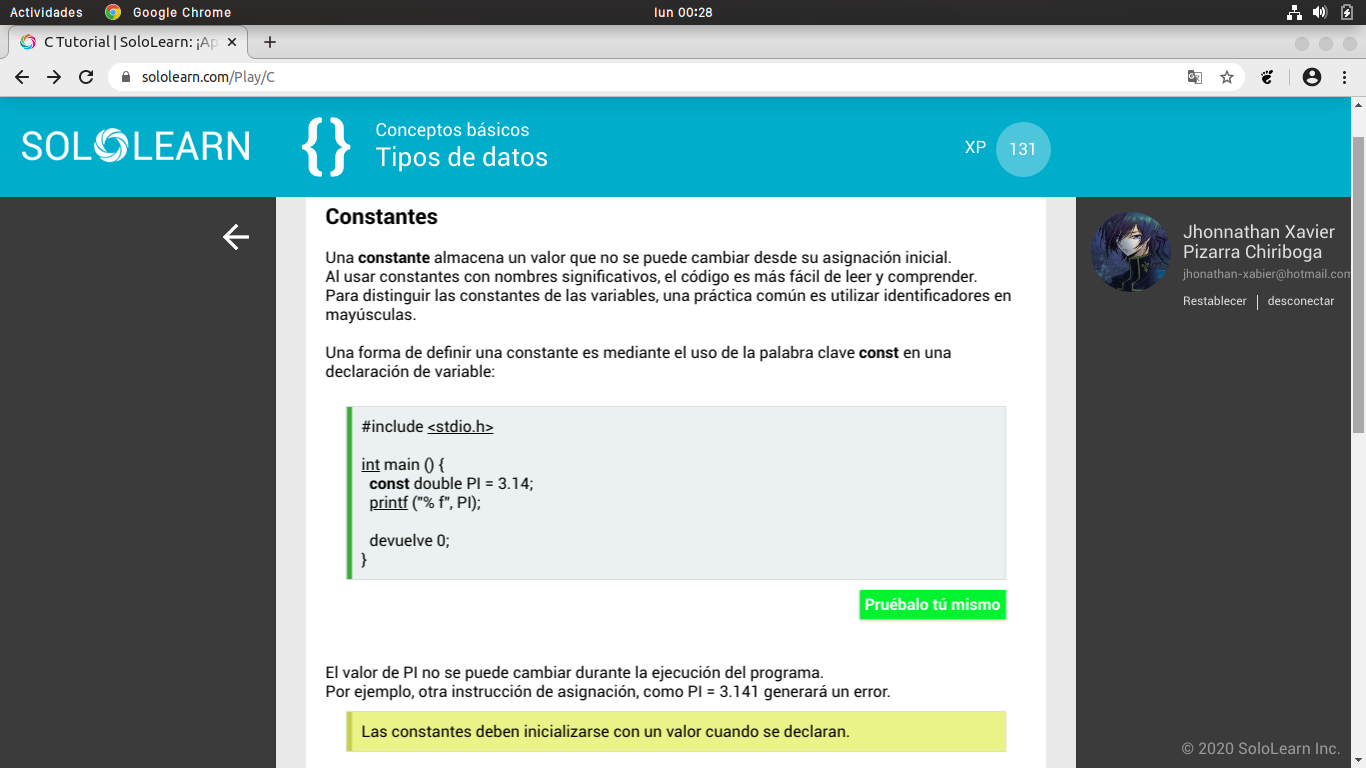 Actividades
Google Chrome
lun 00:28
C Tutorial | SoloLearn: ¡Ap
sololearn.com/Play/C
SOLOLEARN
{}
Conceptos básicos
Tipos de datos
XP
131
Constantes
Una constante almacena un valor que no se puede cambiar desde su asignación inicial.
Al usar constantes con nombres significativos, el código es más fácil de leer y comprender.
Para distinguir las constantes de las variables, una práctica común es utilizar identificadores en
mayúsculas.
Una forma de definir una constante es mediante el uso de la palabra clave const en una
declaración de variable:
#include <stdio.h>
int main () {
const double PI = 3.14;
printf ("% f", PI);
devuelve 0;
}
Pruébalo tú mismo
El valor de PI no se puede cambiar durante la ejecución del programa.
Por ejemplo, otra instrucción de asignación, como PI = 3.141 generará un error.
Las constantes deben inicializarse con un valor cuando se declaran.
Jhonnathan Xavier
Pizarra Chiriboga
jhonathan-xabier@hotmail.com
Restablecer | desconectar
© 2020 SoloLearn Inc.